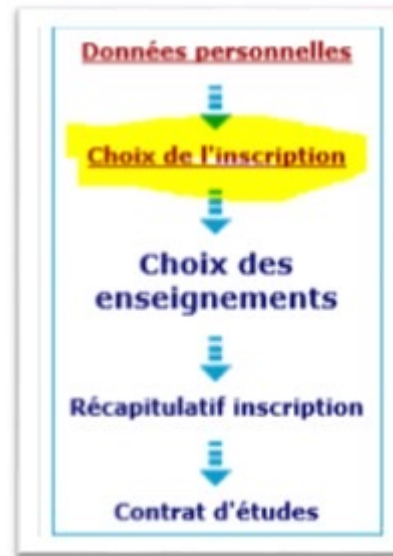 Données personnelles
Choix de l'inscription
Choix des
enseignements
Récapitulatif inscription
Contrat d'études